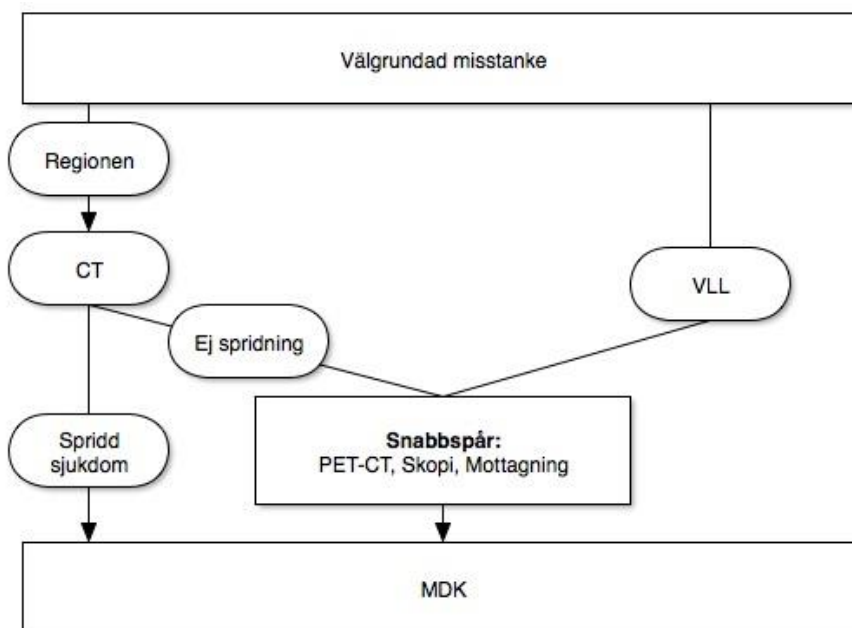 Välgrundad misstanke
Regionen
CT
VLL
Ej spridning
Spridd
sjukdom
Snabbspår:
PET-CT, Skopi, Mottagning
MDK